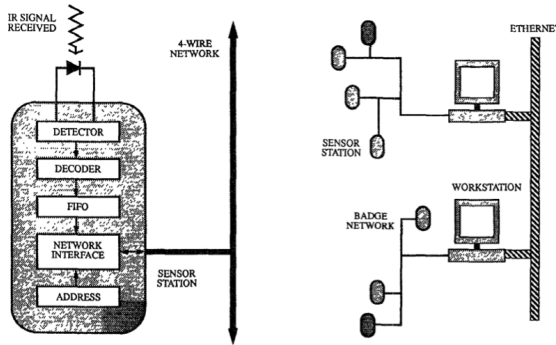 IR SIGNAL
RECEIVED
4-WIRE
NETWORK
DETECTOR
DECODER
FIFO
NETWORK
INTERFACE
ADDRESS
SENSOR
STATION
ETHERNE
SENSOR
STATION
WORKSTATION
BADGE
NETWORK